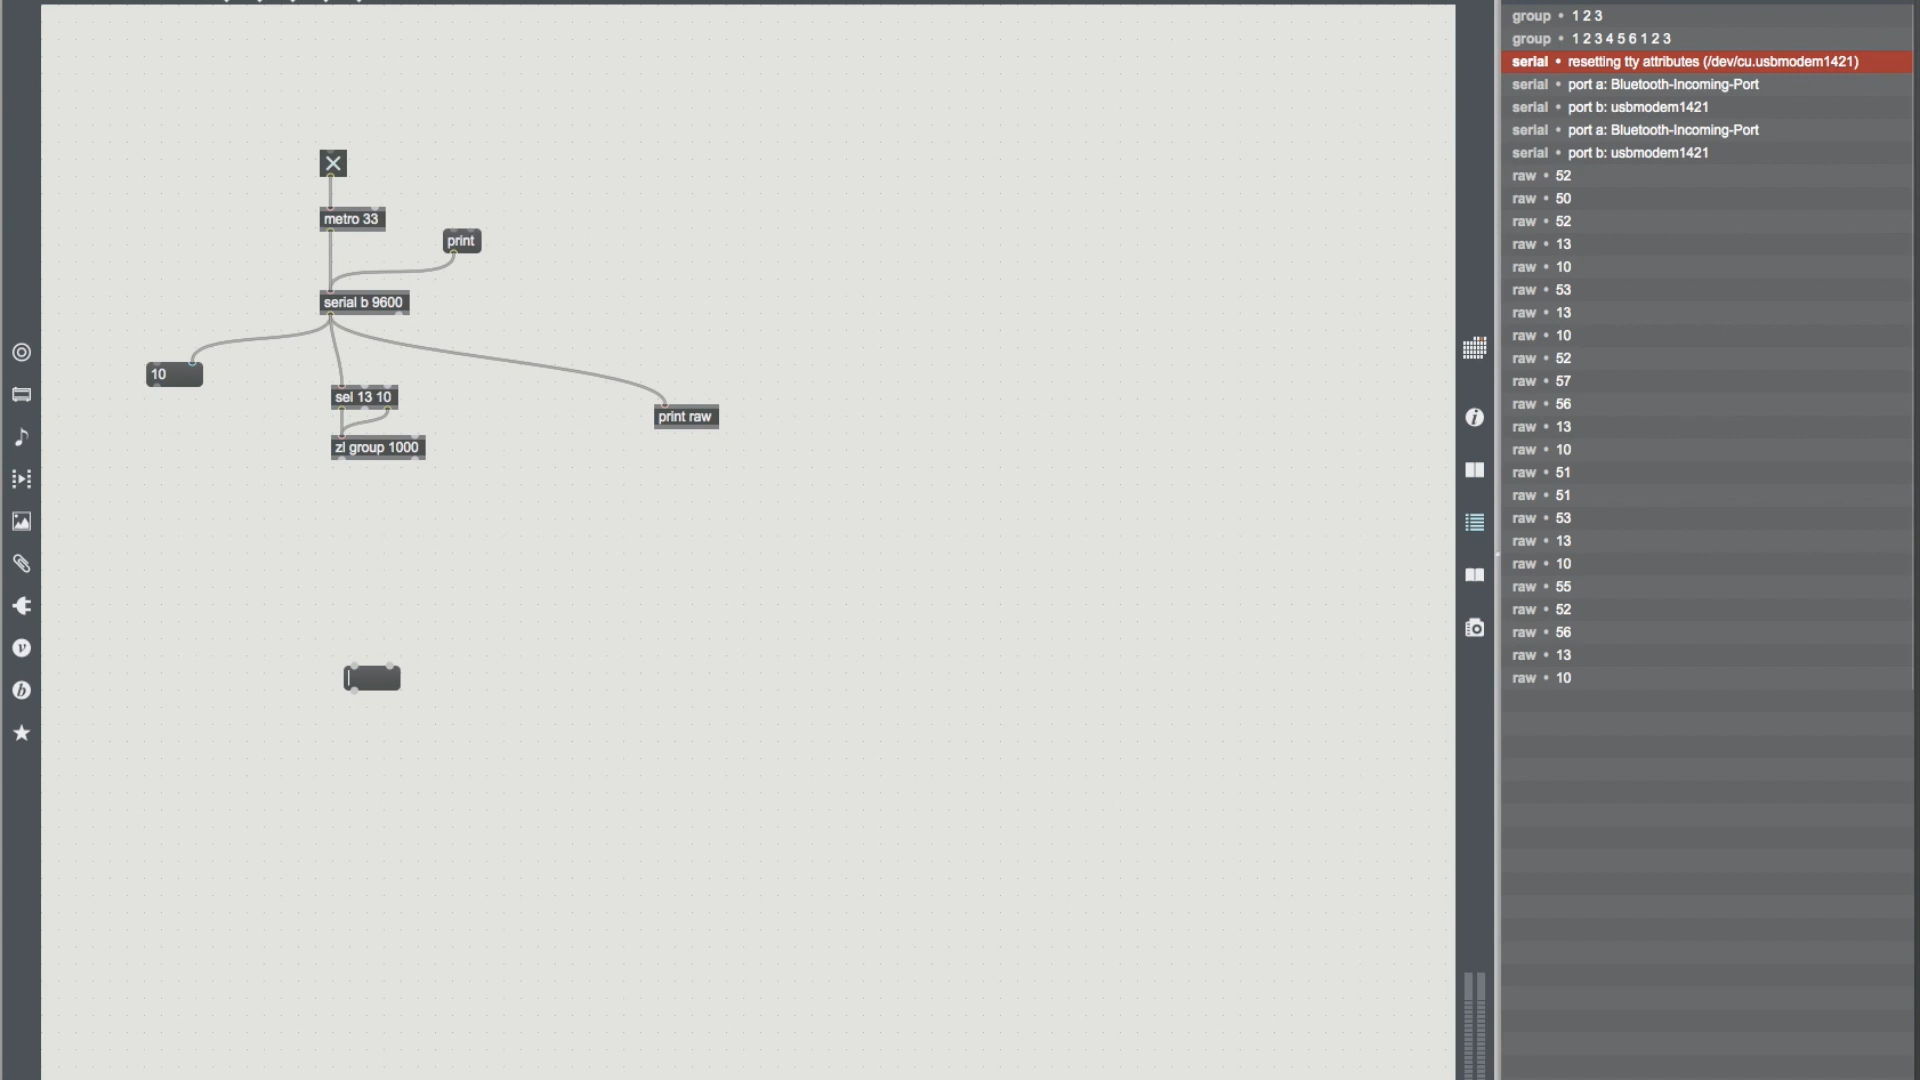 metro 33
print
serial b 9600
10
sel 13 10
print raw
zl group 1000
group • 1 2 3
group • 1 2 3 4 5 6 1 2 3
serial • resetting tty attributes (/dev/cu.usbmodem1421)
serial • port a: Bluetooth-Incoming-Port
serial • port b: usbmodem1421
serial • port a: Bluetooth-Incoming-Port
serial • port b: usbmodem1421
raw • 52
raw • 50
raw • 52
raw • 13
raw • 10
raw • 53
raw • 13
raw • 10
raw • 52
raw • 57
raw • 56
raw • 13
raw • 10
raw • 51
raw • 51
raw • 53
raw • 13
raw • 10
raw • 55
raw • 52
raw • 56
raw • 13
raw • 10